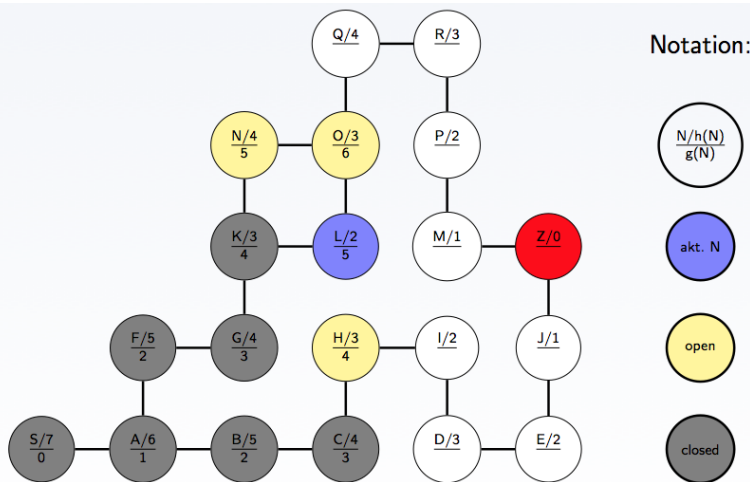 Q/4
R/3
Notation:
N/4
5
O/3
6
P/2
N/h(N)
g(N)
K/3
4
L/2
5
M/1
Z/0
akt. N
F/5
2
G/4
3
H/3
4
I/2
J/1
open
S/7
0
A/6
1
B/5
2
C/4
3
D/3
E/2
closed